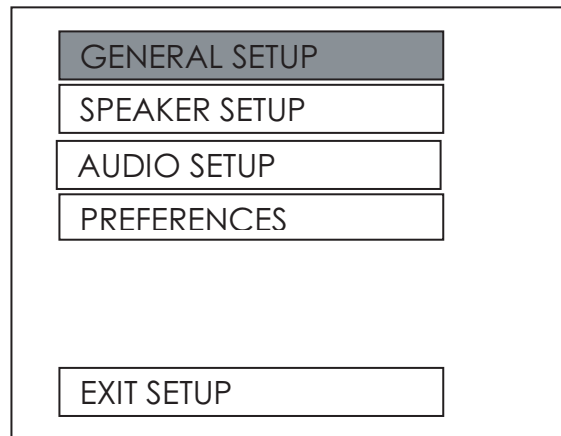 GENERAL SETUP
SPEAKER SETUP
AUDIO SETUP
PREFERENCES
EXIT SETUP